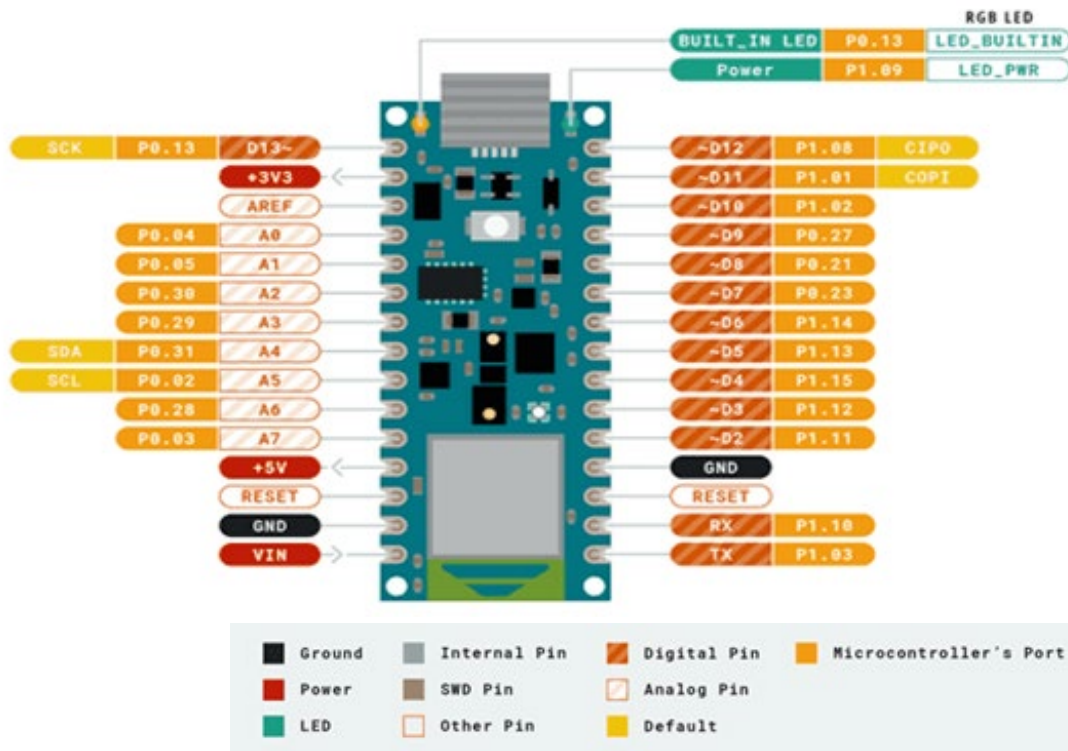 RGB LED
BUILT_IN LED P0.13 LED_BUILTIN
Power P1.09 LED_PWR
SCK P0.13 D13~ ~D12 P1.08 CIPO
+3V3 ~D11 P1.01 COPI
AREF ~D10 P1.02
P0.04 A0 ~D9 P0.27
P0.05 A1 ~D8 P0.21
P0.30 A2 ~D7 P0.23
P0.29 A3 ~D6 P1.14
SDA P0.31 A4 ~D5 P1.13
SCL P0.02 A5 ~D4 P1.15
P0.28 A6 ~D3 P1.12
P0.03 A7 ~D2 P1.11
+5V GND
RESET RESET
GND RX P1.10
VIN TX P1.03
Ground Internal Pin Digital Pin Microcontroller's Port
Power SWD Pin Analog Pin
LED Other Pin Default